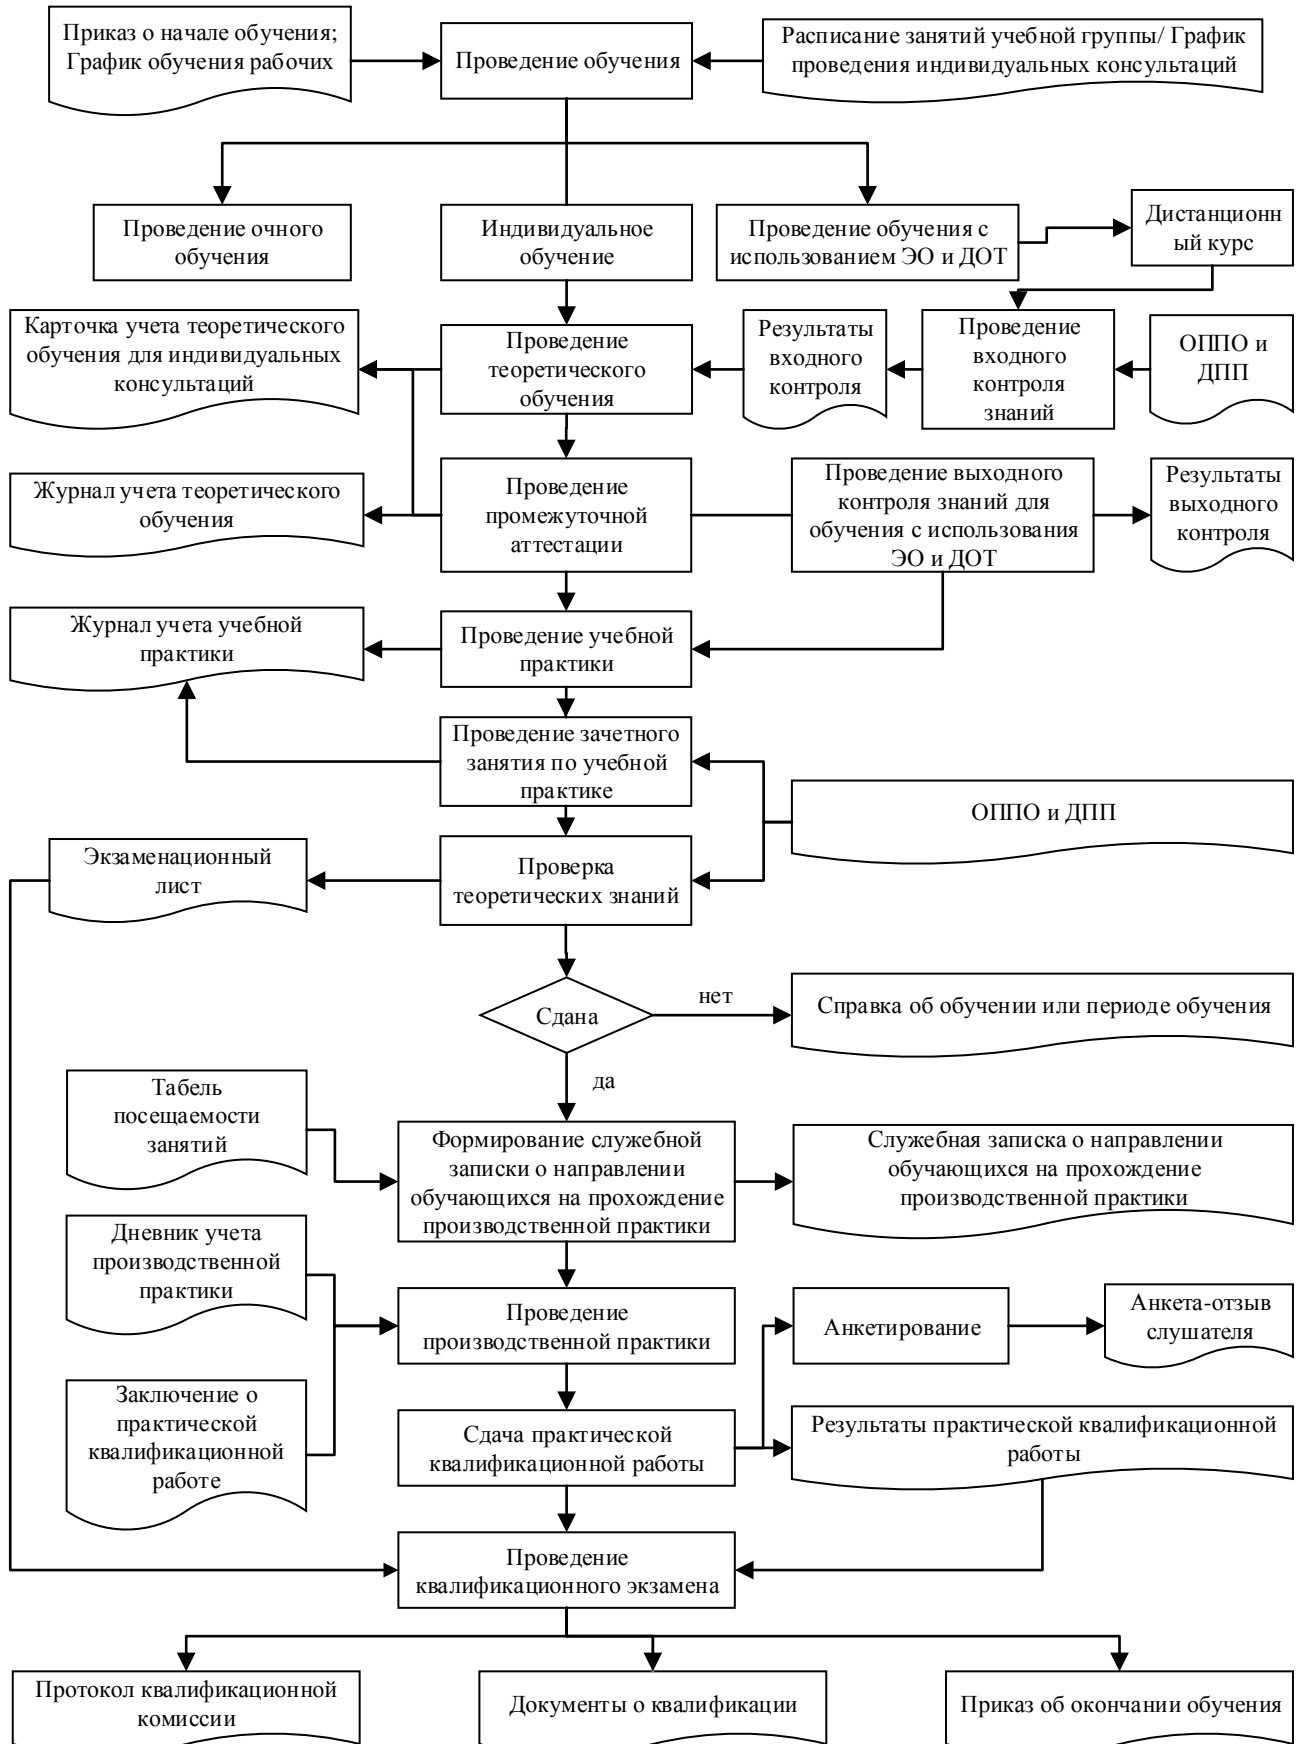 Приказ о начале обучения;
График обучения рабочих
Проведение обучения
Расписание занятий учебной группы/ График
проведения индивидуальных консультаций
Проведение очного
обучения
Индивидуальное
обучение
Проведение обучения с
использованием ЭО и ДОТ
Дистанционн
ый курс
Карточка учета теоретического
обучения для индивидуальных
консультаций
Проведение
теоретического
обучения
Результаты
входного
контроля
Проведение
входного
контроля
знаний
ОППО и
ДПП
Журнал учета теоретического
обучения
Проведение
промежуточной
аттестации
Проведение выходного
контроля знаний для
обучения с использования
ЭО и ДОТ
Результаты
выходного
контроля
Журнал учета учебной
практики
Проведение учебной
практики
Проведение зачетного
занятия по учебной
практике
ОППО и ДПП
Экзаменационный
лист
Проверка
теоретических знаний
Сдана
нет
Справка об обучении или периоде обучения
да
Табель
посещаемости
занятий
Формирование служебной
записки о направлении
обучающихся на прохождение
производственной практики
Служебная записка о направлении
обучающихся на прохождение
производственной практики
Дневник учета
производственной
практики
Проведение
производственной практики
Анкетирование
Анкета-отзыв
слушателя
Заключение о
практической
квалификационной
работе
Сдача практической
квалификационной работы
Результаты практической квалификационной
работы
Проведение
квалификационного экзамена
Протокол квалификационной
комиссии
Документы о квалификации
Приказ об окончании обучения